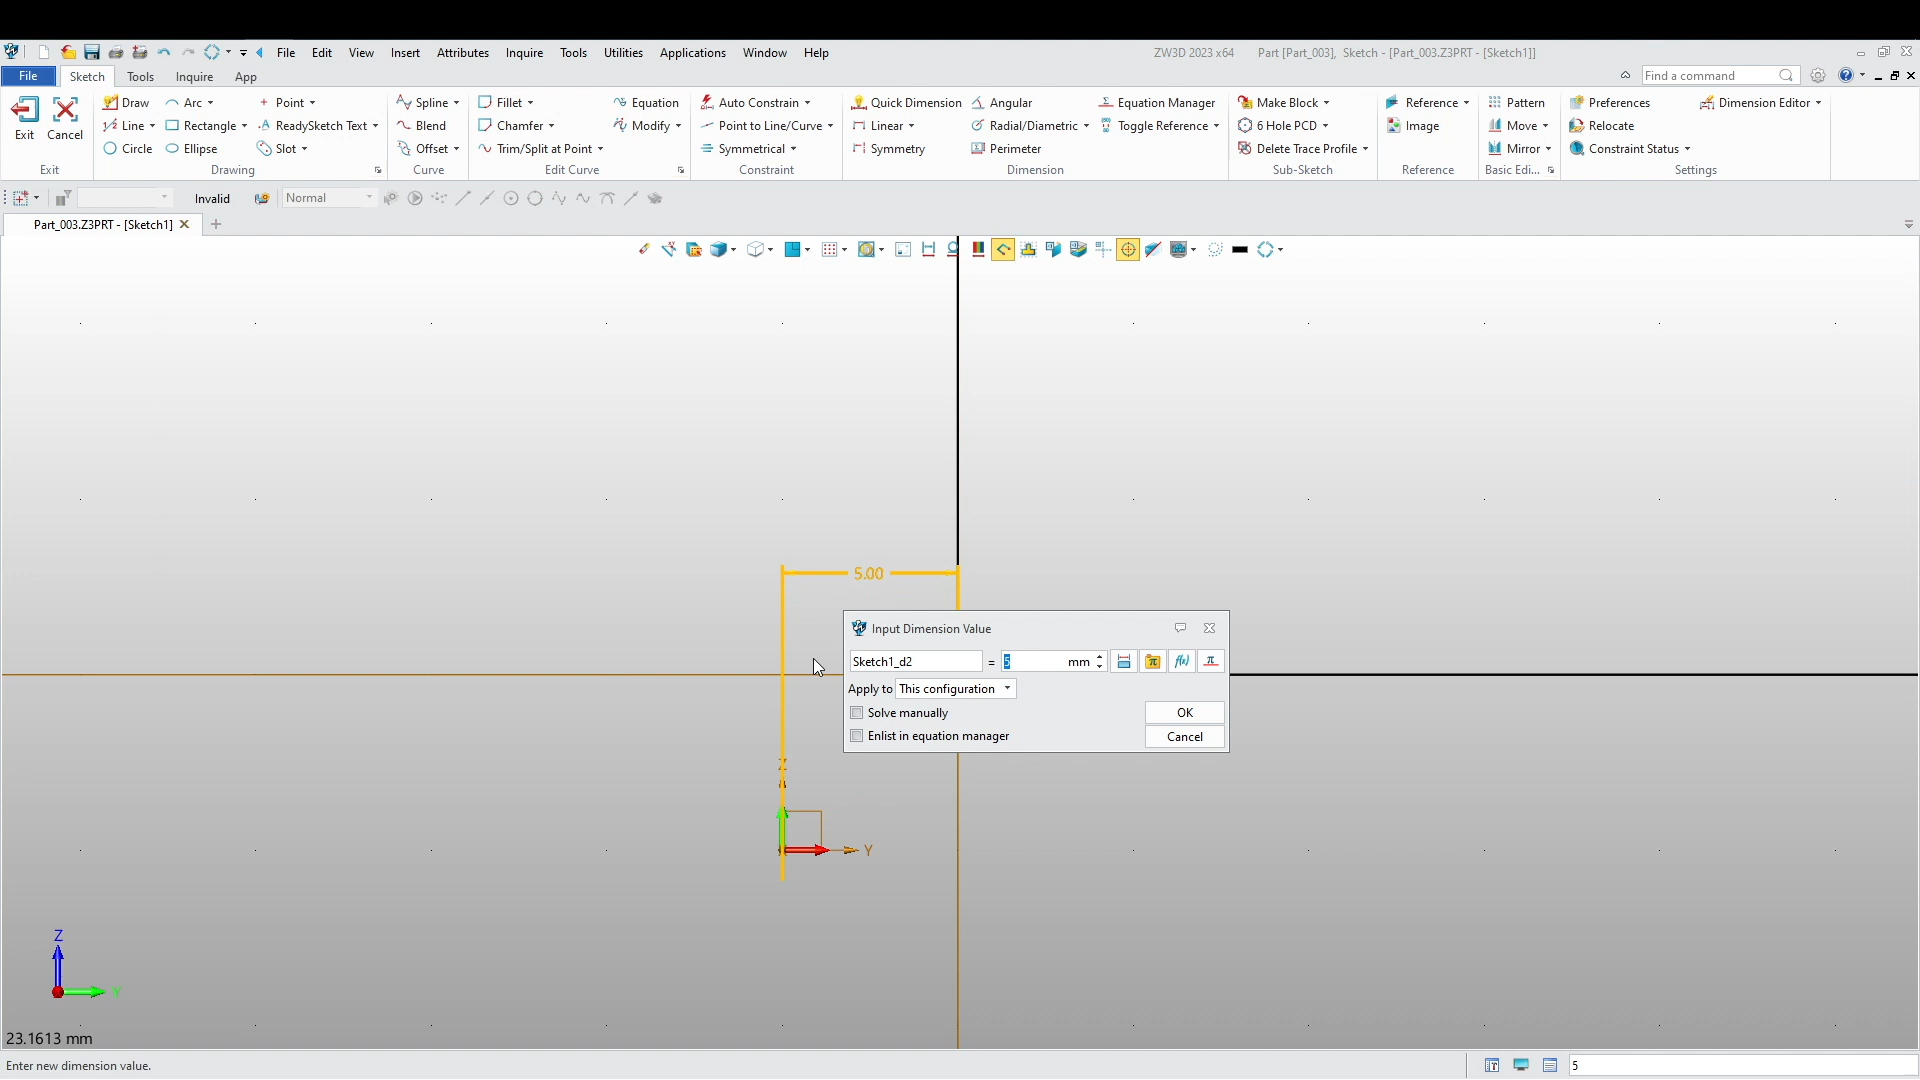 File Edit View Insert Attributes Inquire Tools Utilities Applications Window Help
ZW3D 2023 x64 Part [Part_003], Sketch - [Part_003.Z3PRT - [Sketch1]]
File Sketch Tools Inquire App
Find a command
Draw Arc Point Spline Fillet Equation Auto Constrain Quick Dimension Angular Equation Manager Make Block Reference Pattern Preferences Dimension Editor
Exit Cancel Line Rectangle ReadySketch Text Blend Chamfer Modify Point to Line/Curve Linear Radial/Diametric Toggle Reference 6 Hole PCD Image Move Relocate
Circle Ellipse Slot Offset Trim/Split at Point Symmetrical Symmetry Perimeter Delete Trace Profile Mirror Constraint Status
Exit Drawing Curve Edit Curve Constraint Dimension Sub-Sketch Reference Basic Edi... Settings
Invalid Normal
Part_003.Z3PRT - [Sketch1]
5.00
Input Dimension Value
Sketch1_d2 = 5 mm
Apply to This configuration
Solve manually OK
Enlist in equation manager Cancel
Z
Y
Z
Y
23.1613 mm
Enter new dimension value.
5